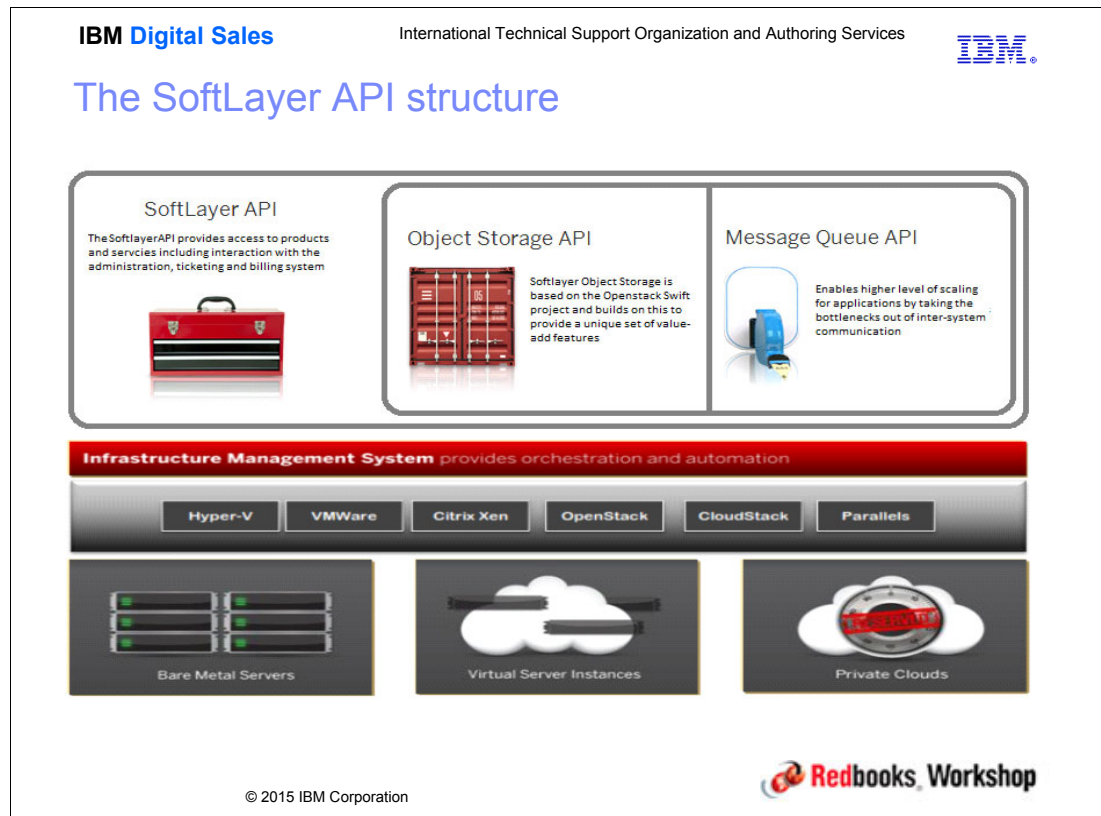 IBM Digital Sales
International Technical Support Organization and Authoring Services
IBM®
The SoftLayer API structure
SoftLayer API
The SoftlayerAPI provides access to products
and servcies including interaction with the
administration, ticketing and billing system
Object Storage API
Softlayer Object Storage is
based on the Openstack Swift
project and builds on this to
provide a unique set of value-
add features
05
Message Queue API
Enables higher level of scaling
for applications by taking the
bottlenecks out of inter-system
communication
Infrastructure Management System provides orchestration and automation
Hyper-V
VMWare
Citrix Xen
OpenStack
CloudStack
Parallels
Bare Metal Servers
Virtual Server Instances
Private Clouds
© 2015 IBM Corporation
Redbooks® Workshop